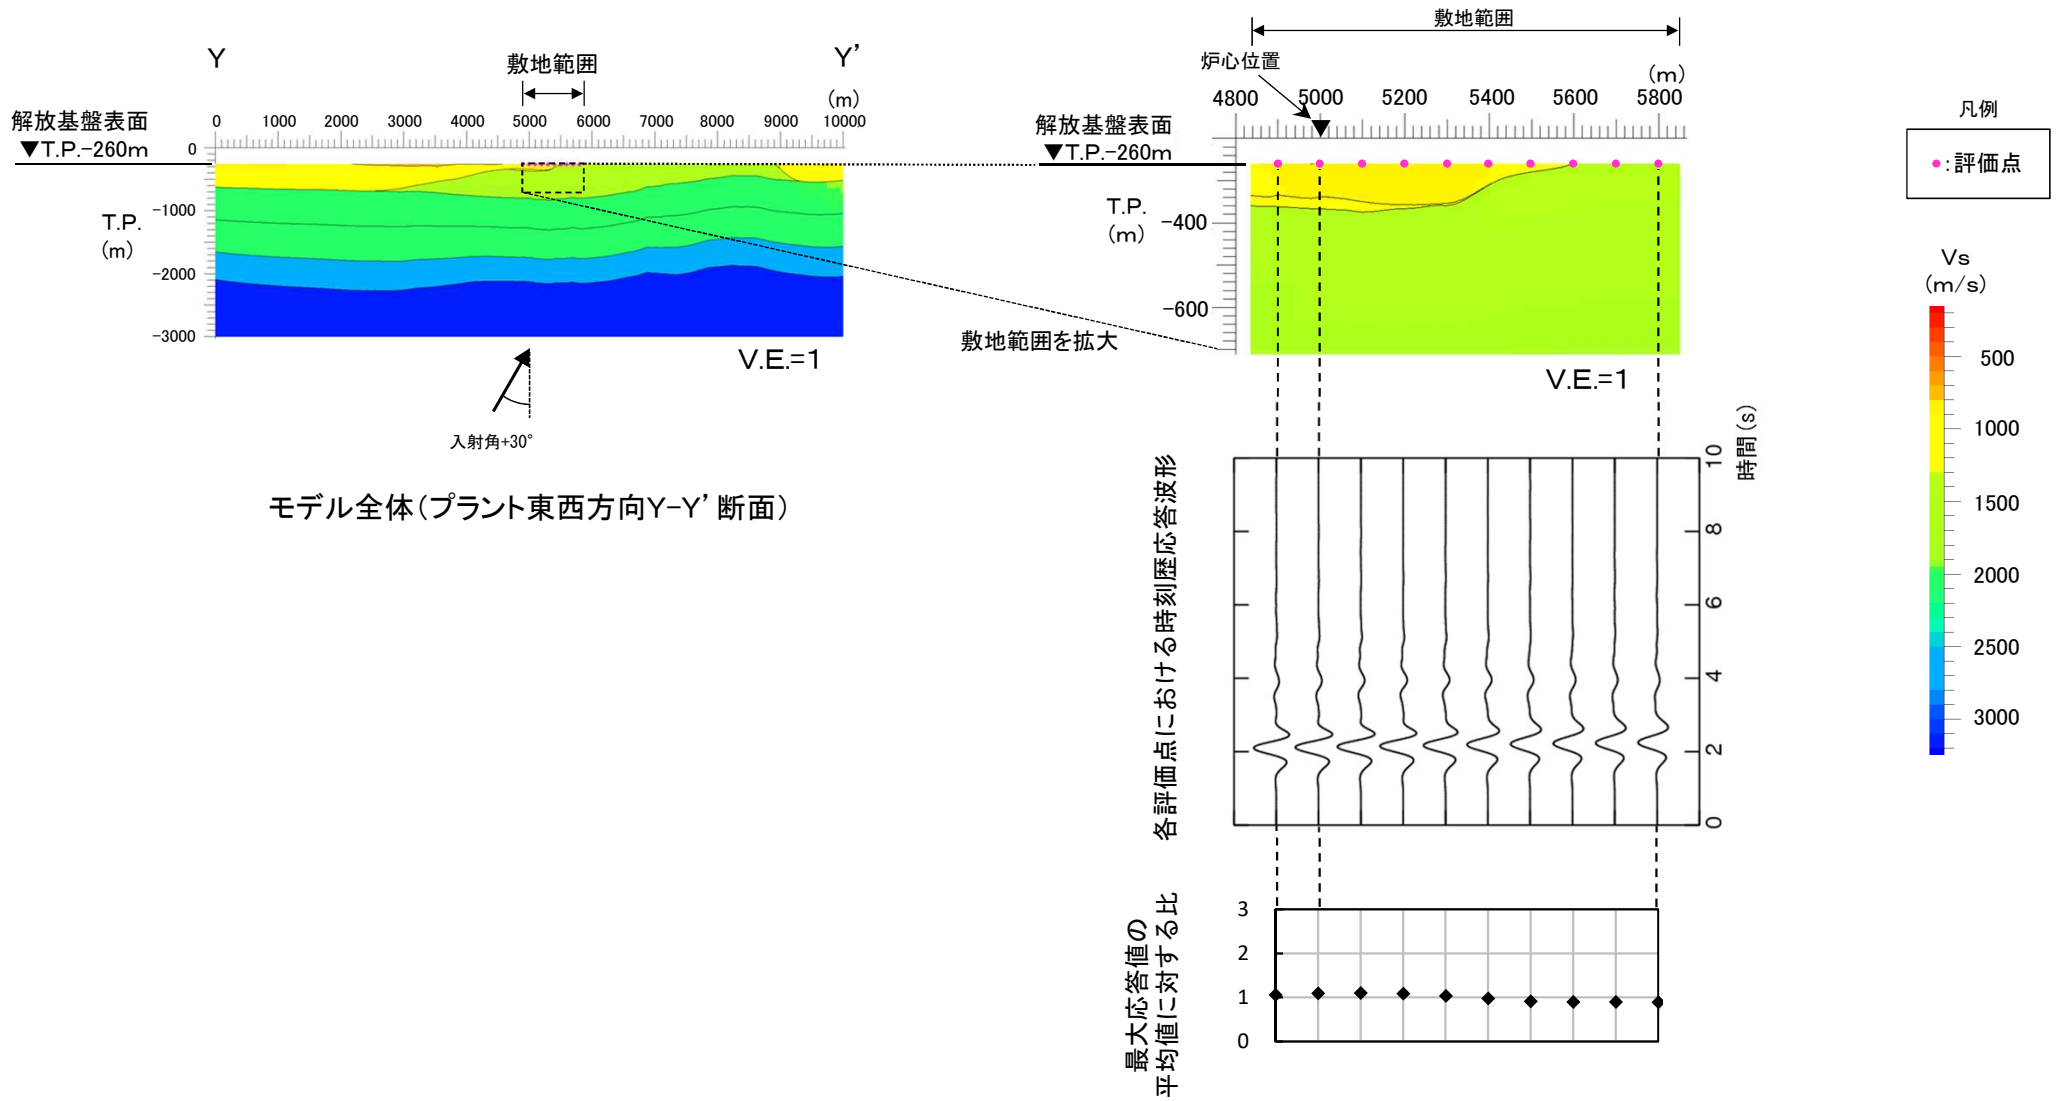 Y
Y’
敷地範囲
(m)
解放基盤表面
▼T.P.-260m
0 1000 2000 3000 4000 5000 6000 7000 8000 9000 10000
0
-1000
-2000
-3000
T.P.
(m)
V.E.=1
入射角+30°
モデル全体(プラント東西方向Y-Y’断面)
敷地範囲
炉心位置
(m)
4800 5000 5200 5400 5600 5800
解放基盤表面
▼T.P.-260m
T.P.
(m)
-400
-600
敷地範囲を拡大
V.E.=1
凡例
:評価点
Vs
(m/s)
500
1000
1500
2000
2500
3000
各評価点における時刻歴応答波形
時間(s)
10
8
6
4
2
0
最大応答値の
平均値に対する比
3
2
1
0